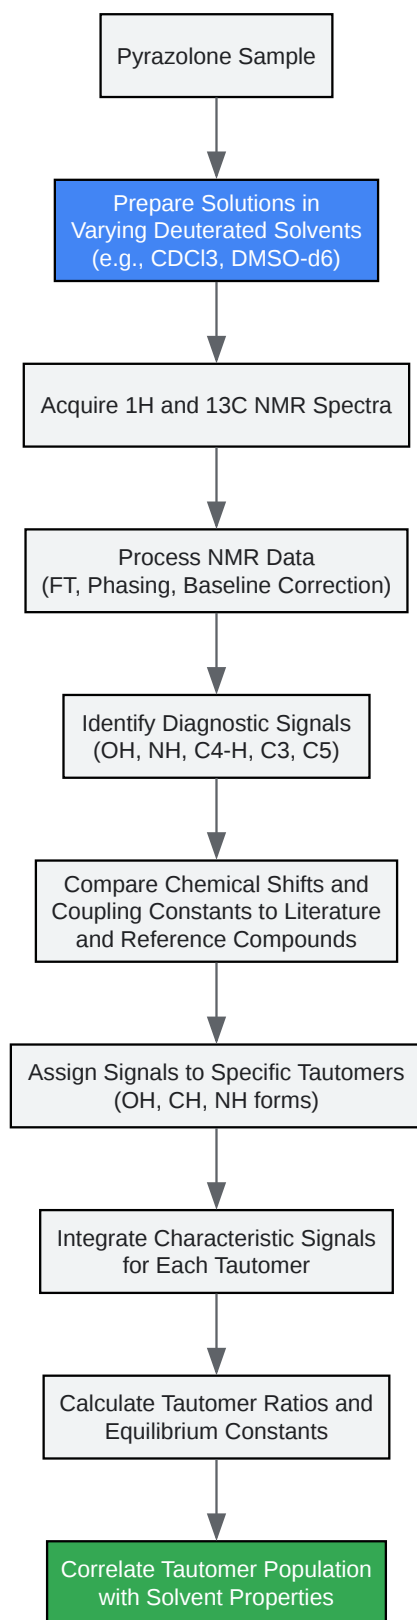 Pyrazolone Sample
Prepare Solutions in
Varying Deuterated Solvents
(e.g., CDCl3, DMSO-d6)
Acquire 1H and 13C NMR Spectra
Process NMR Data
(FT, Phasing, Baseline Correction)
Identify Diagnostic Signals
(OH, NH, C4-H, C3, C5)
Compare Chemical Shifts and
Coupling Constants to Literature
and Reference Compounds
Assign Signals to Specific Tautomers
(OH, CH, NH forms)
Integrate Characteristic Signals
for Each Tautomer
Calculate Tautomer Ratios and
Equilibrium Constants
Correlate Tautomer Population
with Solvent Properties